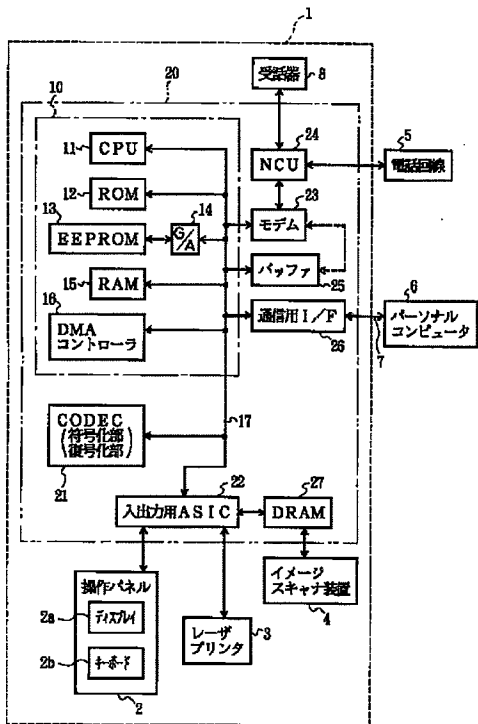 1
20
10
受話器
8
24
11
CPU
NCU
5
電話回線
12
ROM
23
13
14
EEPROM
G/A
モデム
15
RAM
バッファ
25
6
16
DMA
コントローラ
通信用I/F
26
パーソナル
コンピュータ
7
17
CODEC
(符号化部
復号化部)
21
22
27
入出力用ASIC
DRAM
操作パネル
イメージ
スキャナ装置
4
2a
ディスプレイ
レーザ
プリンタ
3
2b
キーボード
2